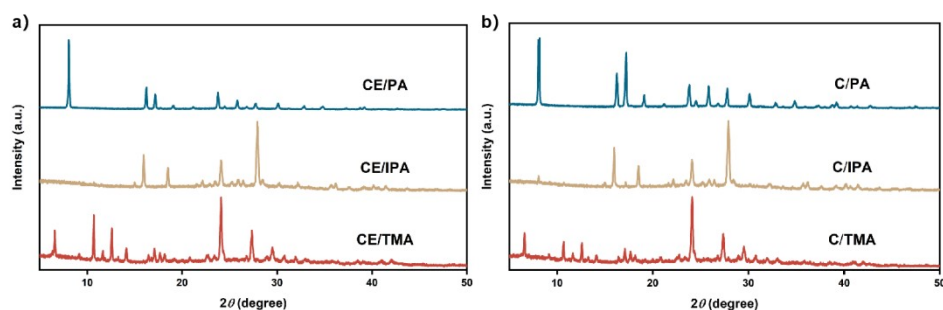 a)
Intensity (a.u.)
CE/PA
CE/IPA
CE/TMA
10 20 30 40 50
2θ (degree)
b)
Intensity (a.u.)
C/PA
C/IPA
C/TMA
10 20 30 40 50
2θ (degree)